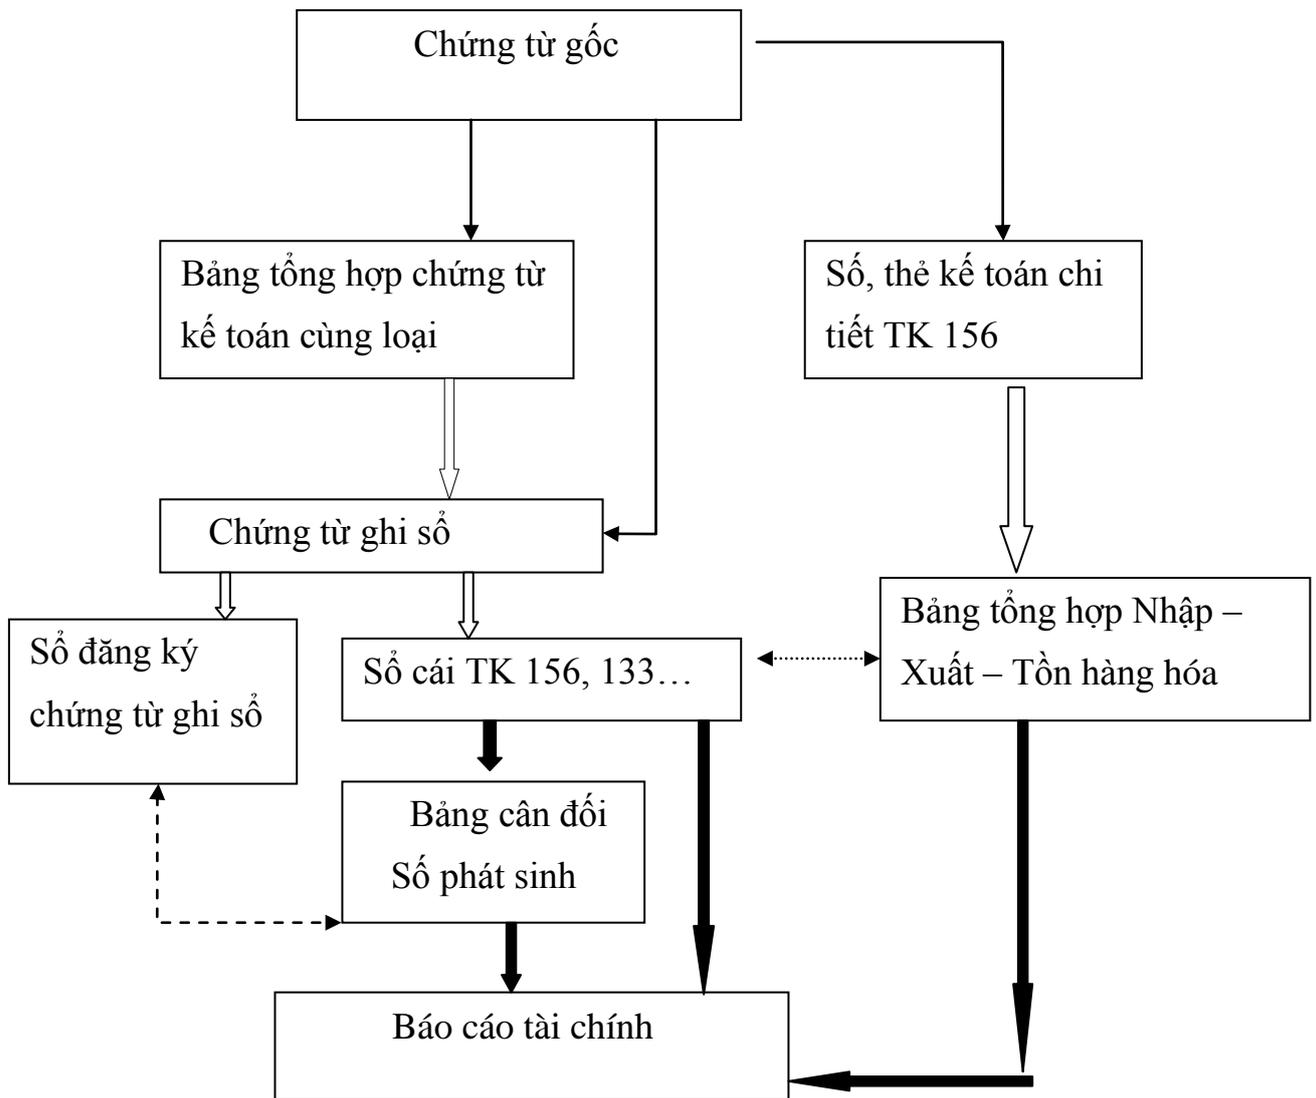 Chứng từ gốc
Bảng tổng hợp chứng từ
kế toán cùng loại
Số, thẻ kế toán chi
tiết TK 156
Chứng từ ghi sổ
Sổ đăng ký
chứng từ ghi sổ
Sổ cái TK 156, 133…
Bảng tổng hợp Nhập –
Xuất – Tồn hàng hóa
Bảng cân đối
Số phát sinh
Báo cáo tài chính